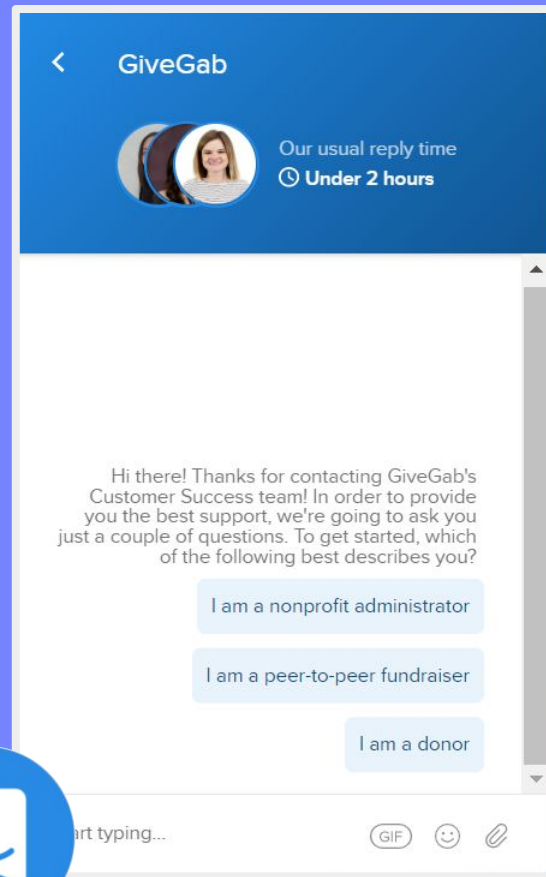 GiveGab
Our usual reply time
Under 2 hours
Hi there! Thanks for contacting GiveGab's
Customer Success team! In order to provide
you the best support, we're going to ask you
just a couple of questions. To get started, which
of the following best describes you?
I am a nonprofit administrator
I am a peer-to-peer fundraiser
I am a donor
art typing...
GIF